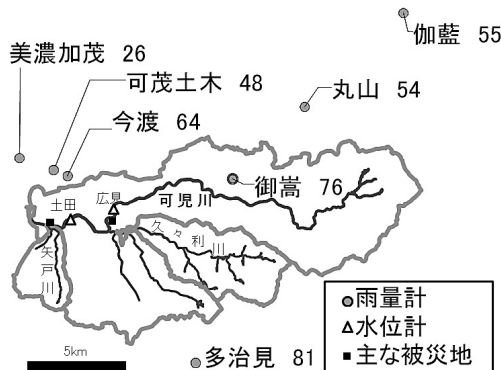 伽藍 55
美濃加茂 26
可茂土木 48
丸山 54
今渡 64
御嵩 76
可児川
広見
土田
久々利川
矢戸川
雨量計
水位計
主な被災地
5km
多治見 81